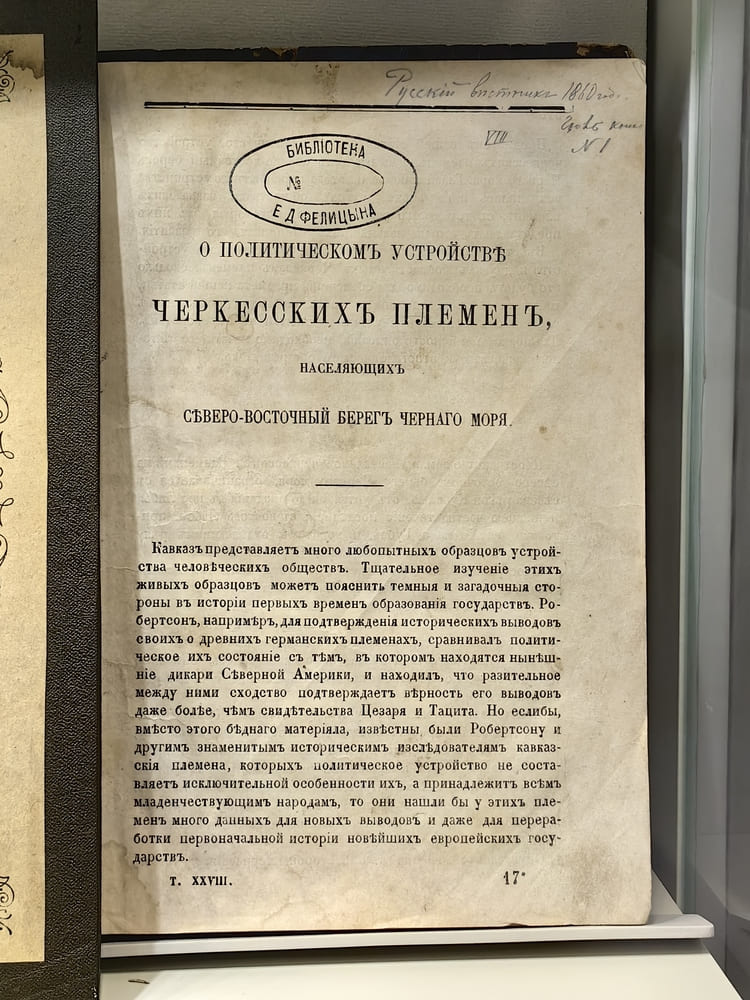 Русскій вѣстникъ 1860 год.
VIII
№ 1
БИБЛІОТЕКА
№
Е Д ФЕЛИЦЫНА
О ПОЛИТИЧЕСКОМЪ УСТРОЙСТВѢ
ЧЕРКЕССКИХЪ ПЛЕМЕНЪ,
НАСЕЛЯЮЩИХЪ
СѢВЕРО-ВОСТОЧНЫЙ БЕРЕГЪ ЧЕРНАГО МОРЯ.
Кавказъ представляетъ много любопытныхъ образцовъ устрой-
ства человѣческихъ обществъ. Тщательное изученіе этихъ
живыхъ образцовъ можетъ пояснить темныя и загадочныя сто-
роны въ исторіи первыхъ временъ образованія государствъ. Ро-
бертсонъ, напримѣръ, для подтвержденія историческихъ выводовъ
своихъ о древнихъ германскихъ племенахъ, сравнивалъ полити-
ческое ихъ состояніе съ тѣмъ, въ которомъ находятся нынѣш-
ніе дикари Сѣверной Америки, и находилъ, что разительное
между ними сходство подтверждаетъ вѣрность его выводовъ
даже болѣе, чѣмъ свидѣтельства Цезаря и Тацита. Но еслибы,
вмѣсто этого бѣднаго матеріяла, извѣстны были Робертсону и
другимъ знаменитымъ историческимъ изслѣдователямъ кавказ-
скія племена, которыхъ политическое устройство не соста-
вляетъ исключительной особенности ихъ, а принадлежитъ всѣмъ
младенчествующимъ народамъ, то они нашли бы у этихъ пле-
менъ много данныхъ для новыхъ выводовъ и даже для перера-
ботки первоначальной исторіи новѣйшихъ европейскихъ госу-
дарствъ.
Т. XXVIII.
17*